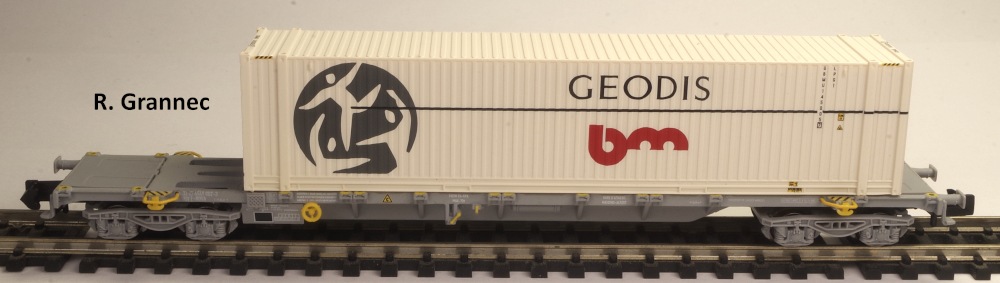 R. Grannec
GEODIS
bm